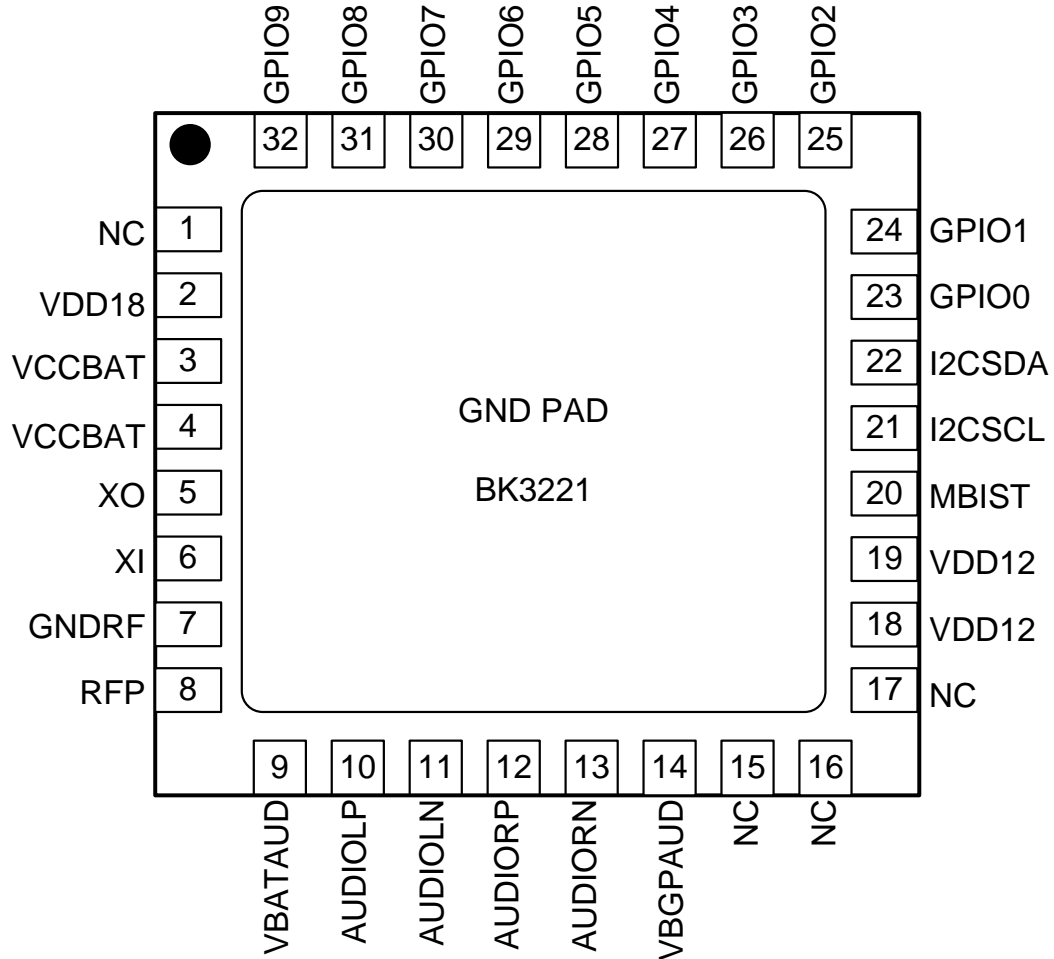 GPIO9
GPIO8
GPIO7
GPIO6
GPIO5
GPIO4
GPIO3
GPIO2
32
31
30
29
28
27
26
25
NC
1
VDD18
2
VCCBAT
3
VCCBAT
4
XO
5
XI
6
GNDRF
7
RFP
8
GND PAD
BK3221
24
GPIO1
23
GPIO0
22
I2CSDA
21
I2CSCL
20
MBIST
19
VDD12
18
VDD12
17
NC
9
10
11
12
13
14
15
16
VBATAUD
AUDIOLP
AUDIOLN
AUDIORP
AUDIORN
VBGPAUD
NC
NC